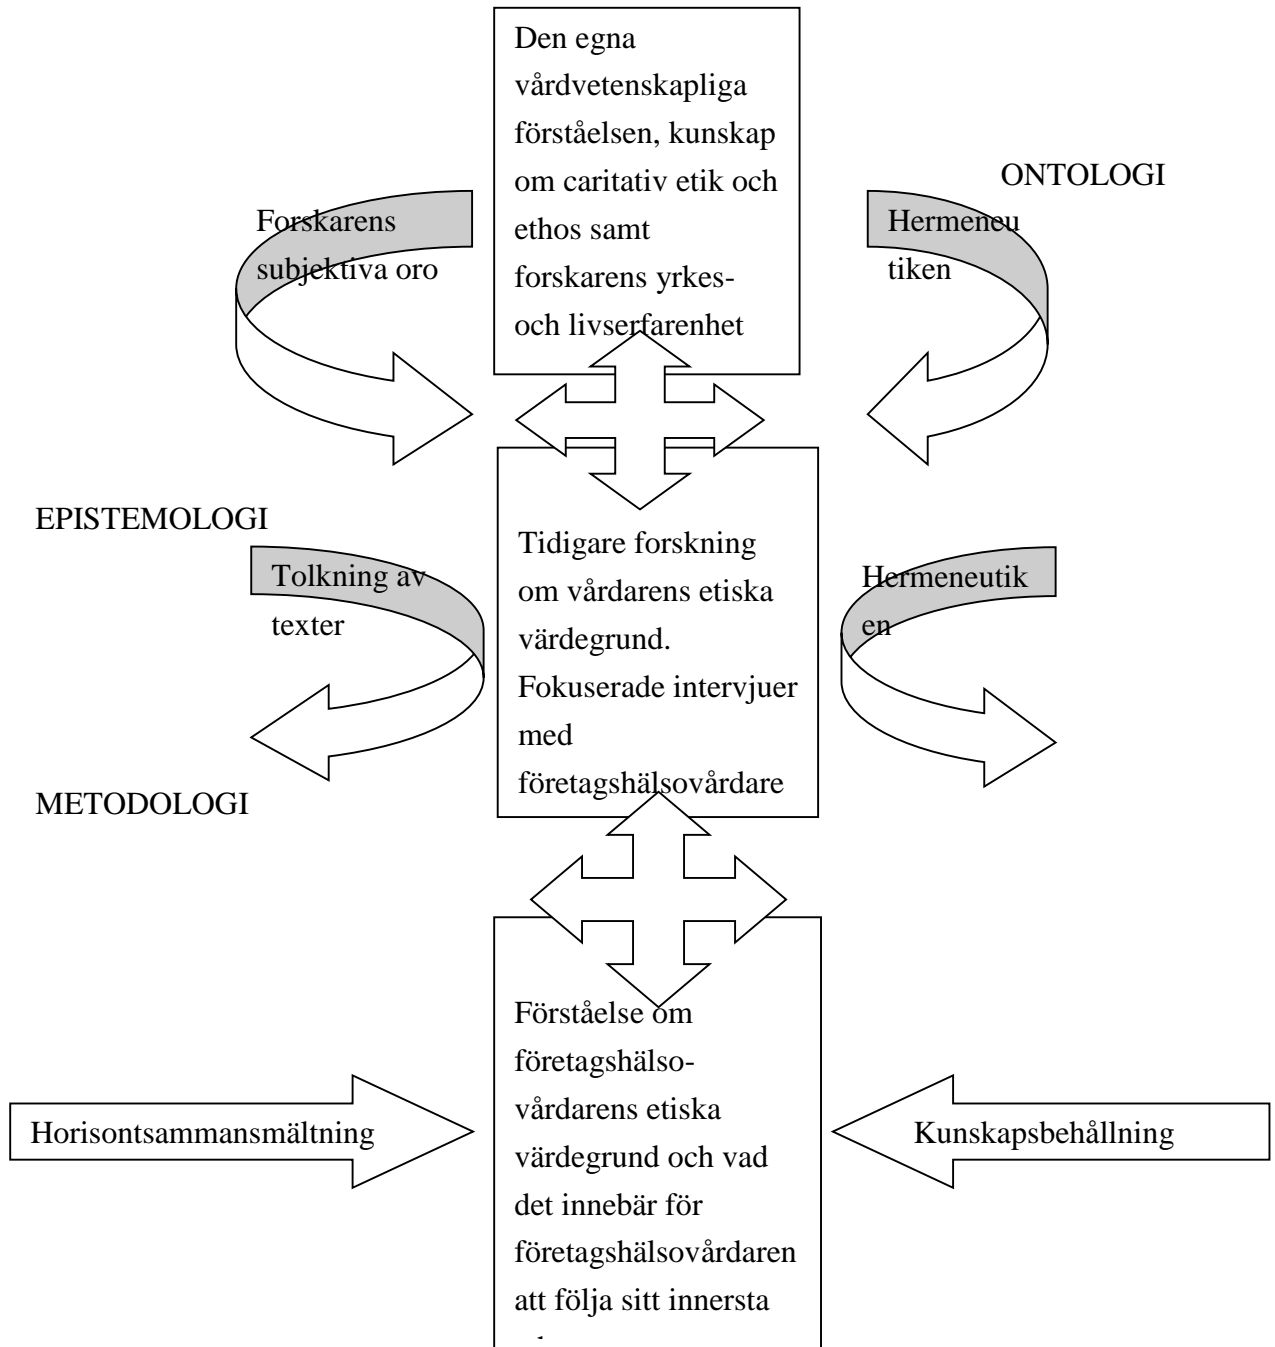 Den egna
vårdvetenskapliga
förståelsen, kunskap
om caritativ etik och
ethos samt
forskarens yrkes-
och livserfarenhet
ONTOLOGI
Forskarens
subjektiva oro
Hermeneu
tiken
EPISTEMOLOGI
Tolkning av
texter
Tidigare forskning
om vårdarens etiska
värdegrund.
Fokuserade intervjuer
med
företagshälsovårdare
Hermeneutik
en
METODOLOGI
Förståelse om
företagshälso-
vårdarens etiska
värdegrund och vad
det innebär för
företagshälsovårdaren
att följa sitt innersta
Horisontsammansmältning
Kunskapsbehållning